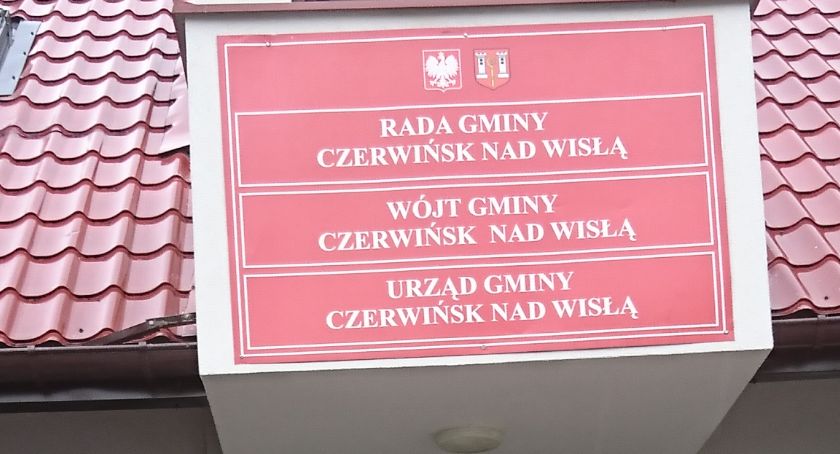 RADA GMINY
CZERWIŃSK NAD WISŁĄ
WÓJT GMINY
CZERWIŃSK NAD WISŁĄ
URZĄD GMINY
CZERWIŃSK NAD WISŁĄ